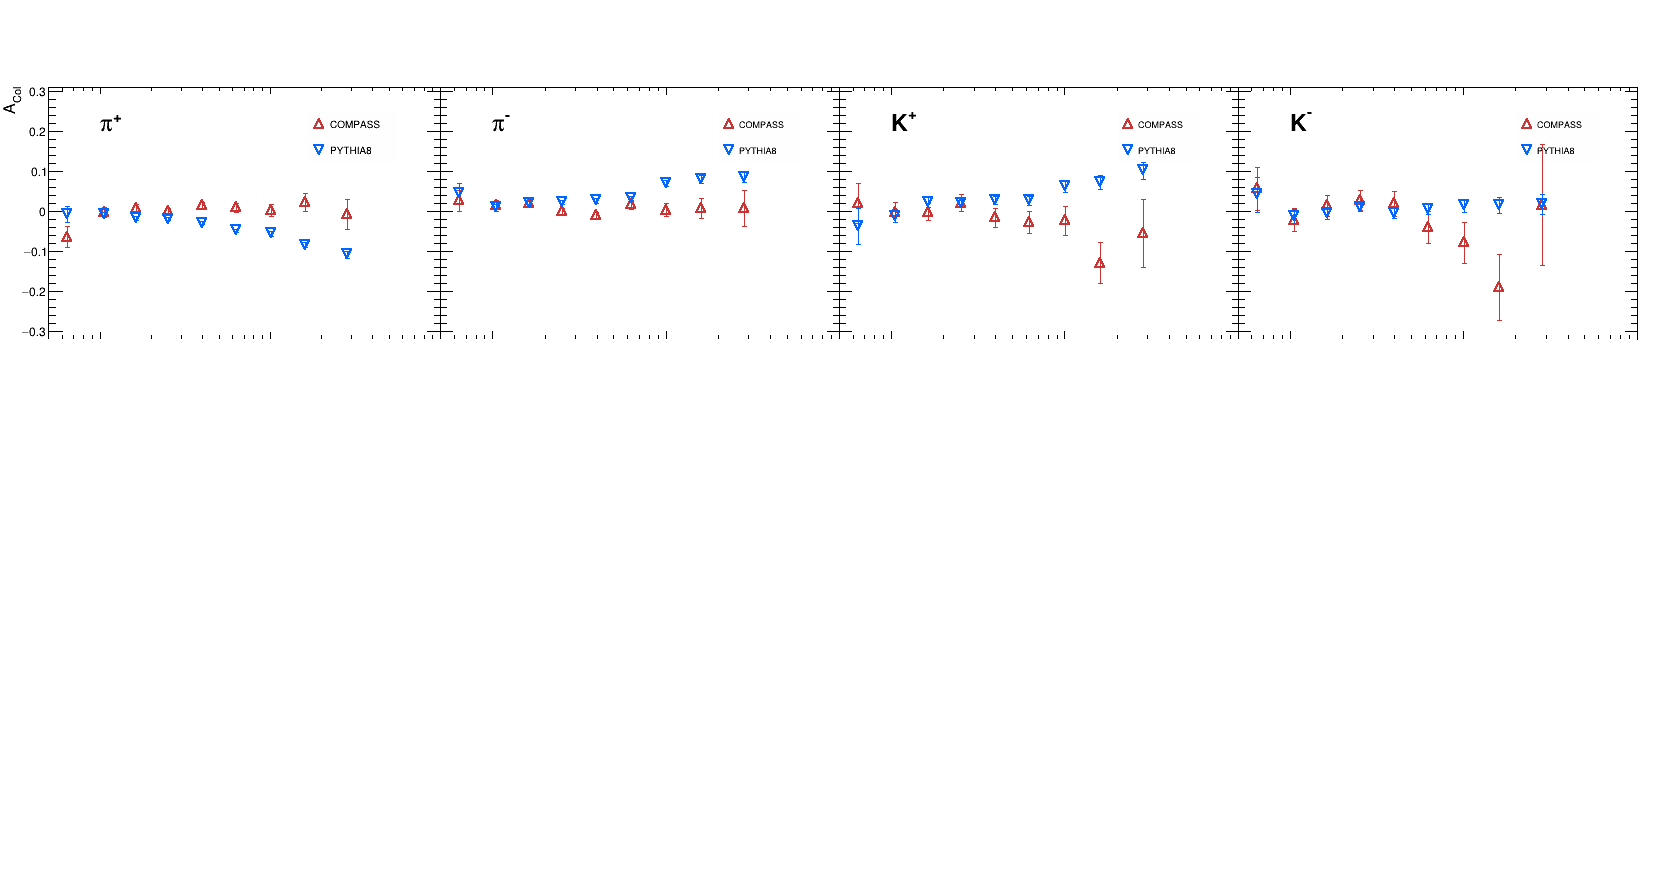 A_Col
0.3
0.2
0.1
0
−0.1
−0.2
−0.3
π+
COMPASS
PYTHIA8
π-
COMPASS
PYTHIA8
K+
COMPASS
PYTHIA8
K-
COMPASS
PYTHIA8